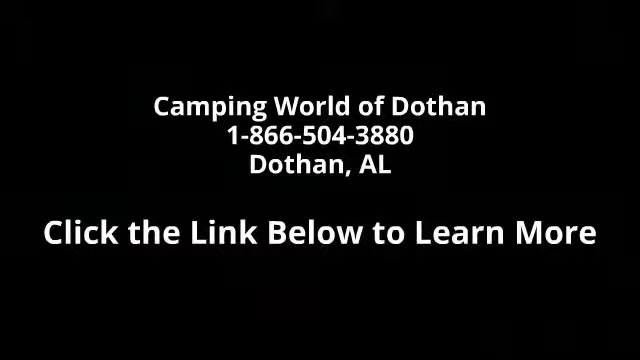 Camping World of Dothan
1-866-504-3880
Dothan, AL
Click the Link Below to Learn More